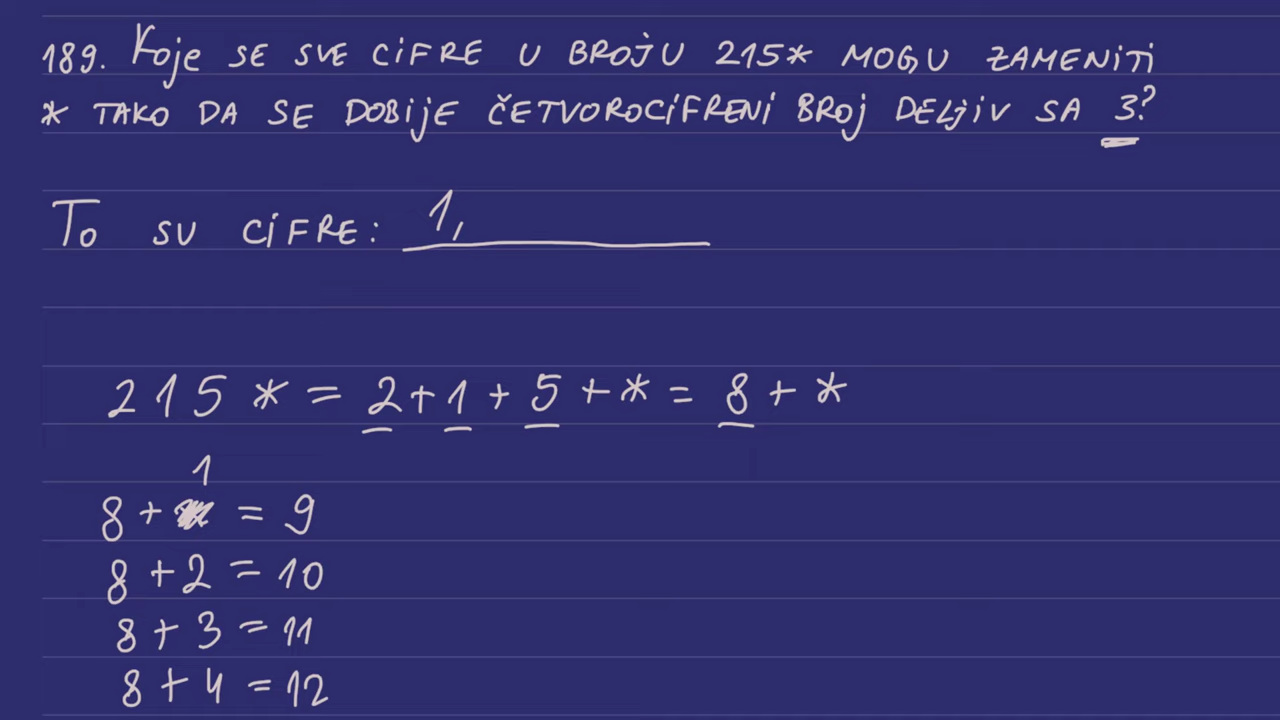 189. Koje SE SVE CIFRE U BROJU 215* MOGU ZAMENITI
* TAKO DA SE DOBIJE ČETVOROCIFRENI BROJ DELJIV SA 3?
To SU CIFRE: 1,
215* = 2+1+5+* = 8+*
1
8+ = 9
8+2=10
8+3=11
8+4=12